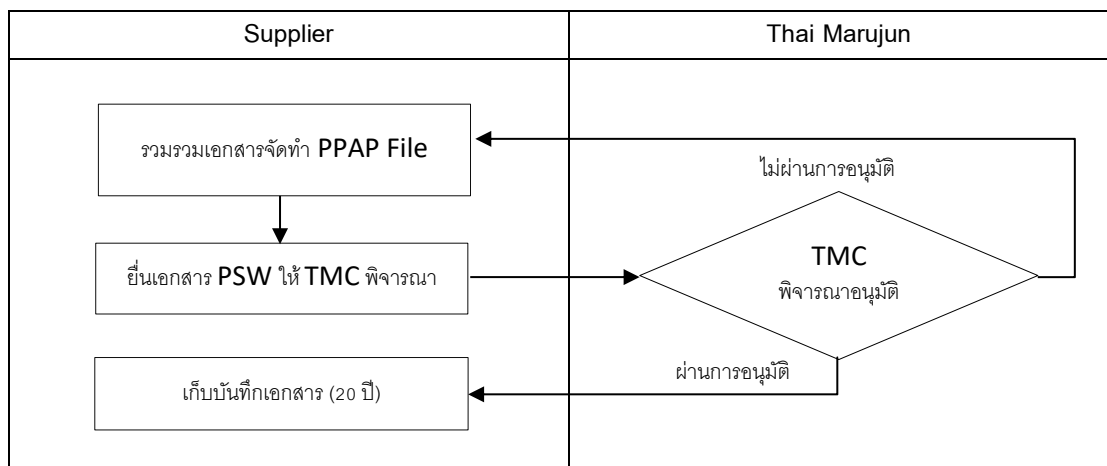 Supplier
Thai Marujun
รวมรวมเอกสารจัดทำ PPAP File
ไม่ผ่านการอนุมัติ
ยื่นเอกสาร PSW ให้ TMC พิจารณา
TMC
พิจารณาอนุมัติ
ผ่านการอนุมัติ
เก็บบันทึกเอกสาร (20 ปี)